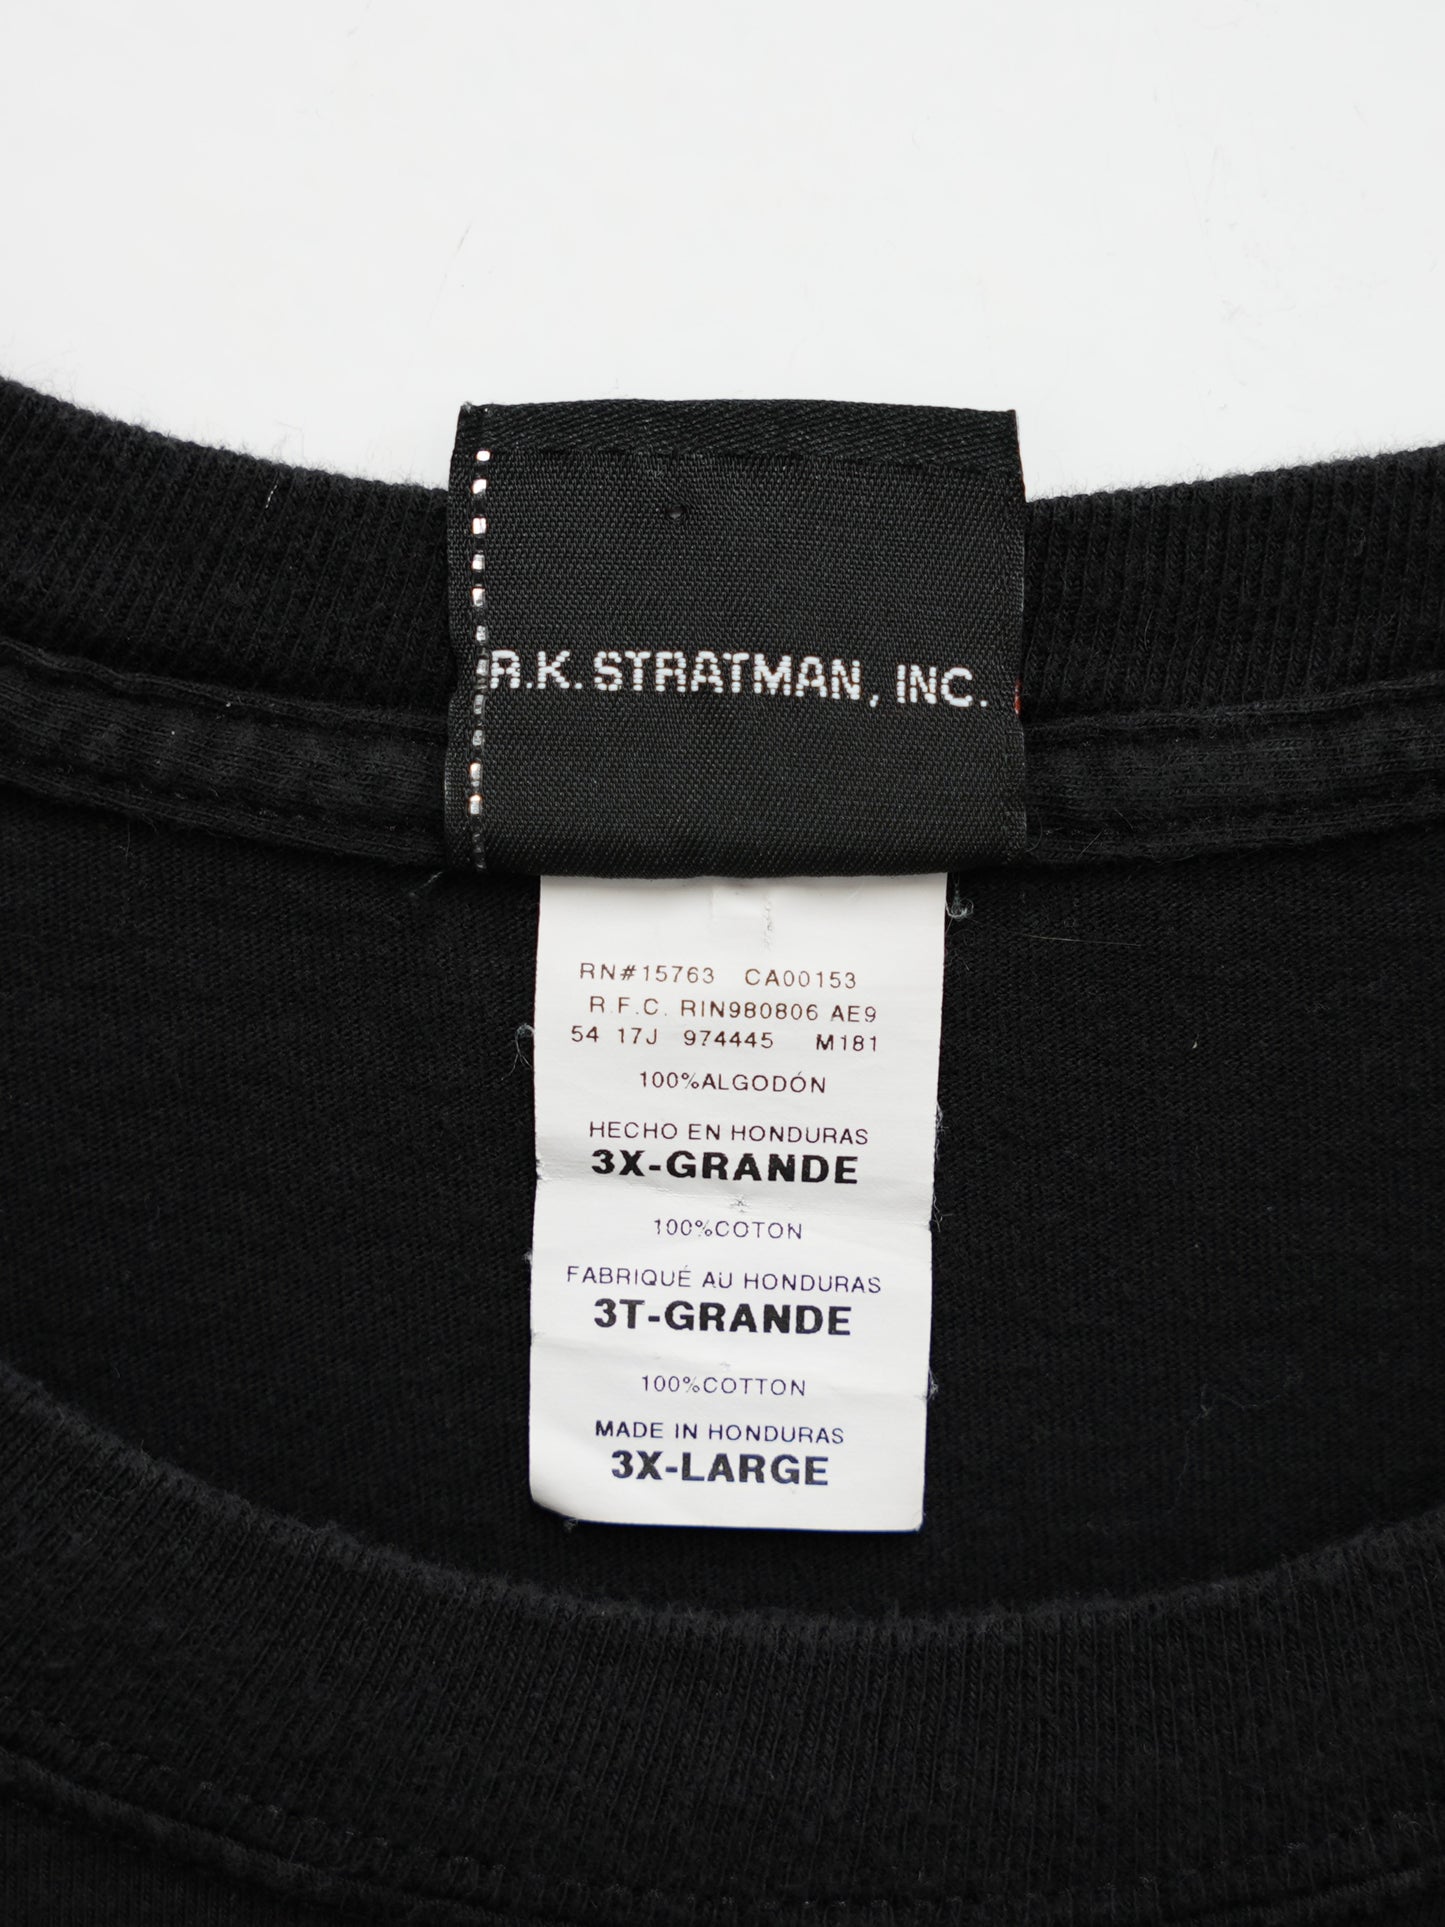 R.K. STRATMAN, INC.
RN#15763 CA00153
R.F.C. RIN980806 AE9
54 17J 974445 M181
100%ALGODÓN
HECHO EN HONDURAS
3X-GRANDE
100%COTON
FABRIQUÉ AU HONDURAS
3T-GRANDE
100%COTTON
MADE IN HONDURAS
3X-LARGE